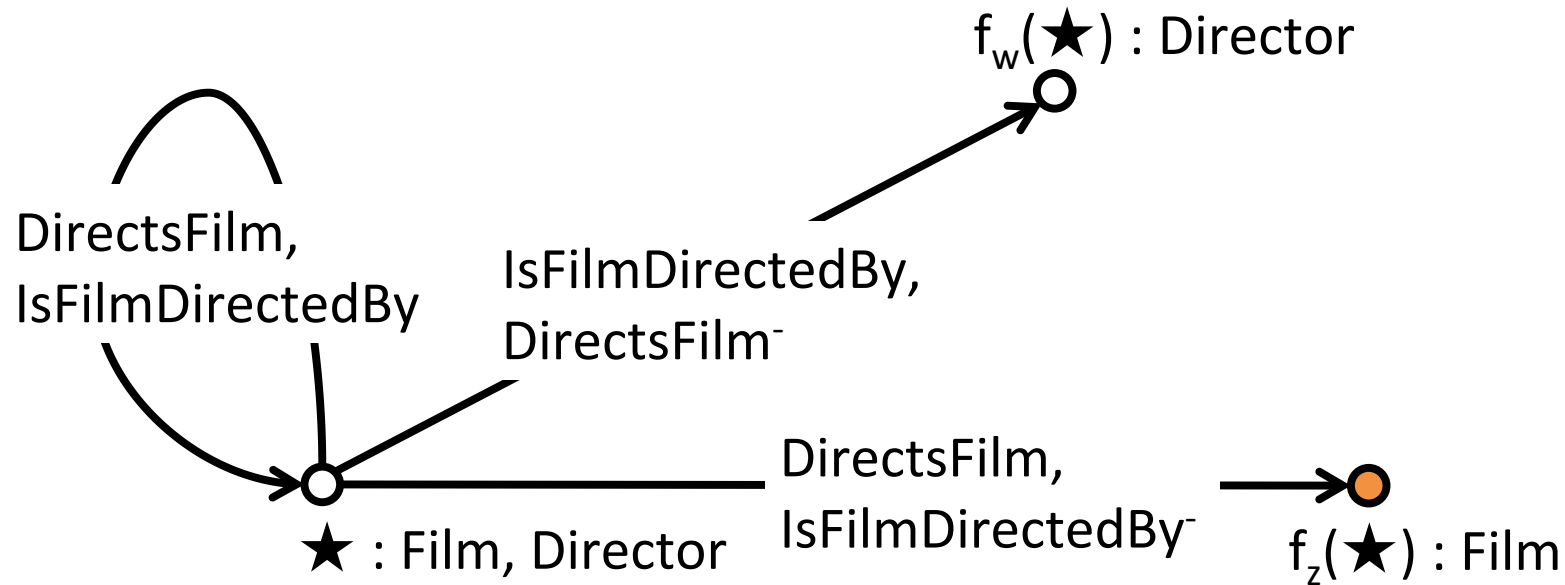 f_w(★) : Director
DirectsFilm,
IsFilmDirectedBy
IsFilmDirectedBy,
DirectsFilm⁻
DirectsFilm,
IsFilmDirectedBy⁻
★ : Film, Director
f_z(★) : Film